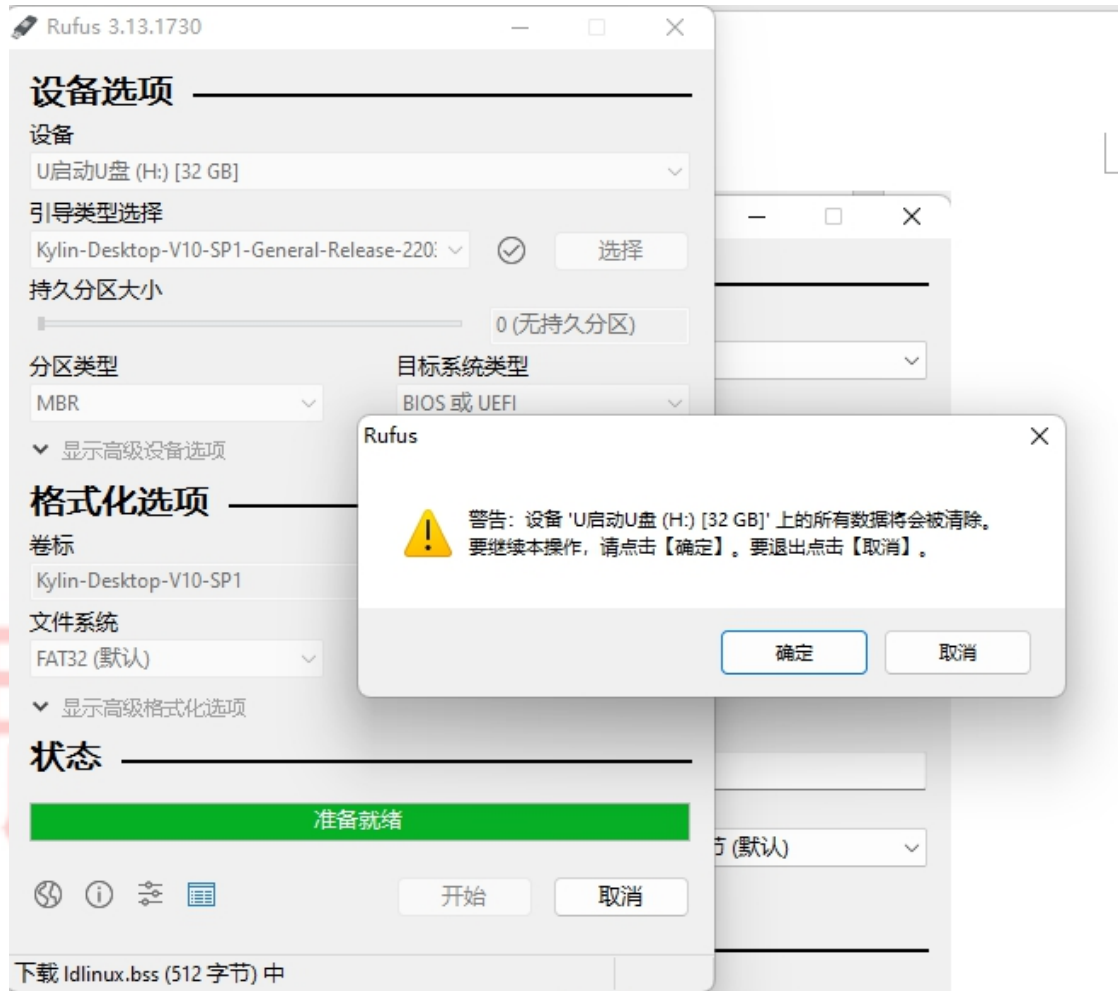 Rufus 3.13.1730
设备选项
设备
U启动U盘 (H:) [32 GB]
引导类型选择
Kylin-Desktop-V10-SP1-General-Release-220
选择
持久分区大小
0 (无持久分区)
分区类型
目标系统类型
MBR
BIOS 或 UEFI
显示高级设备选项
Rufus
格式化选项
警告：设备 'U启动U盘 (H:) [32 GB]' 上的所有数据将会被清除。
要继续本操作，请点击【确定】。要退出点击【取消】。
卷标
Kylin-Desktop-V10-SP1
文件系统
FAT32 (默认)
确定
取消
显示高级格式化选项
状态
准备就绪
(默认)
开始
取消
下载 ldlinux.bss (512 字节) 中